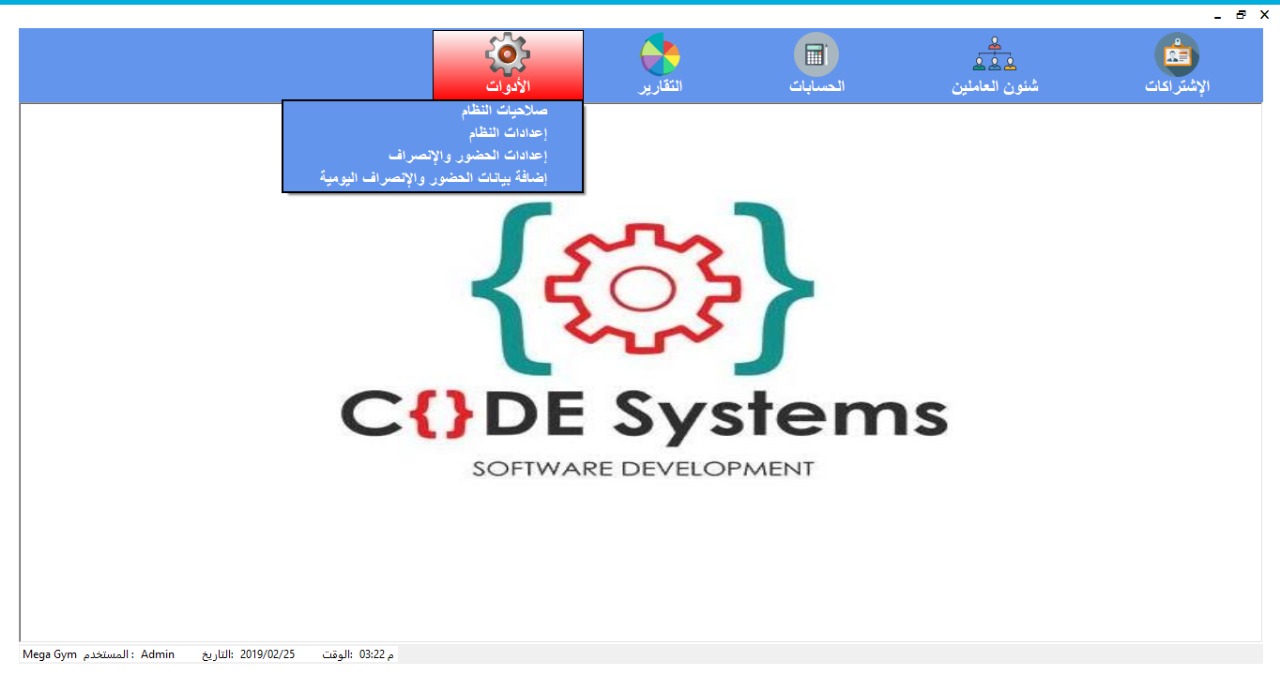 الإشتراكات
شئون العاملين
الحسابات
التقارير
الأدوات
صلاحيات النظام
إعدادات النظام
إعدادات الحضور والإنصراف
إضافة بيانات الحضور والإنصراف اليومية
C{}DE Systems
SOFTWARE DEVELOPMENT
Mega Gym المستخدم : Admin التاريخ: 2019/02/25 الوقت: 03:22 م